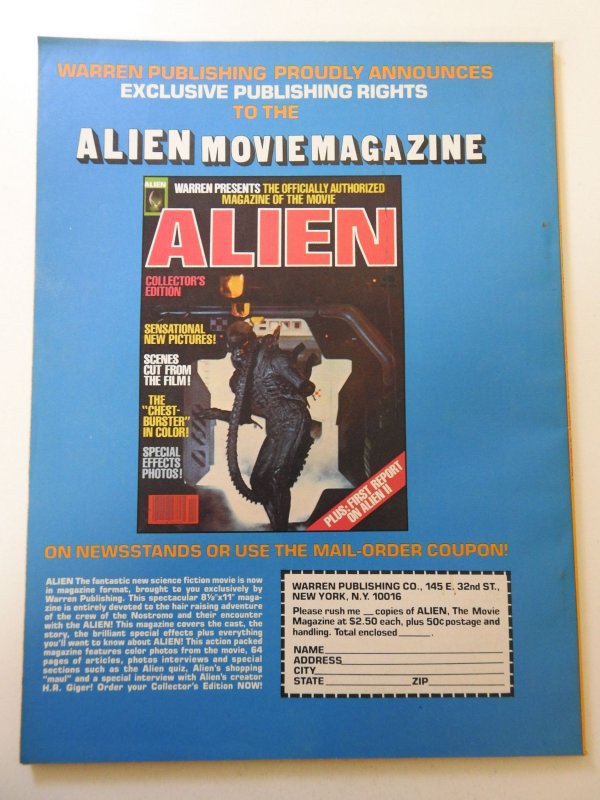 WARREN PUBLISHING PROUDLY ANNOUNCES
EXCLUSIVE PUBLISHING RIGHTS
TO THE
ALIEN MOVIE MAGAZINE
ALIEN
WARREN PRESENTS THE OFFICIALLY AUTHORIZED
MAGAZINE OF THE MOVIE
ALIEN
COLLECTOR'S
EDITION
SENSATIONAL
NEW PICTURES!
SCENES
CUT FROM
THE FILM!
THE
"CHEST-
BURSTER"
IN COLOR!
SPECIAL
EFFECTS
PHOTOS!
PLUS: FIRST REPORT
ON ALIEN II
ON NEWSSTANDS OR USE THE MAIL-ORDER COUPON!
ALIEN The fantastic new science fiction movie is now
in magazine format, brought to you exclusively by
Warren Publishing. This spectacular 8½"x11" maga-
zine is entirely devoted to the hair raising adventure
of the crew of the Nostromo and their encounter
with the ALIEN! This magazine covers the cast, the
story, the brilliant special effects plus everything
you'll want to know about ALIEN! This action packed
magazine features color photos from the movie, 64
pages of articles, photos interviews and special
sections such as the Alien quiz, Alien's shopping
"maul" and a special interview with Alien's creator
H.R. Giger! Order your Collector's Edition NOW!
WARREN PUBLISHING CO., 145 E. 32nd ST.,
NEW YORK, N.Y. 10016
Please rush me __ copies of ALIEN, The Movie
Magazine at $2.50 each, plus 50¢ postage and
handling. Total enclosed ______.
NAME
ADDRESS
CITY
STATE ZIP